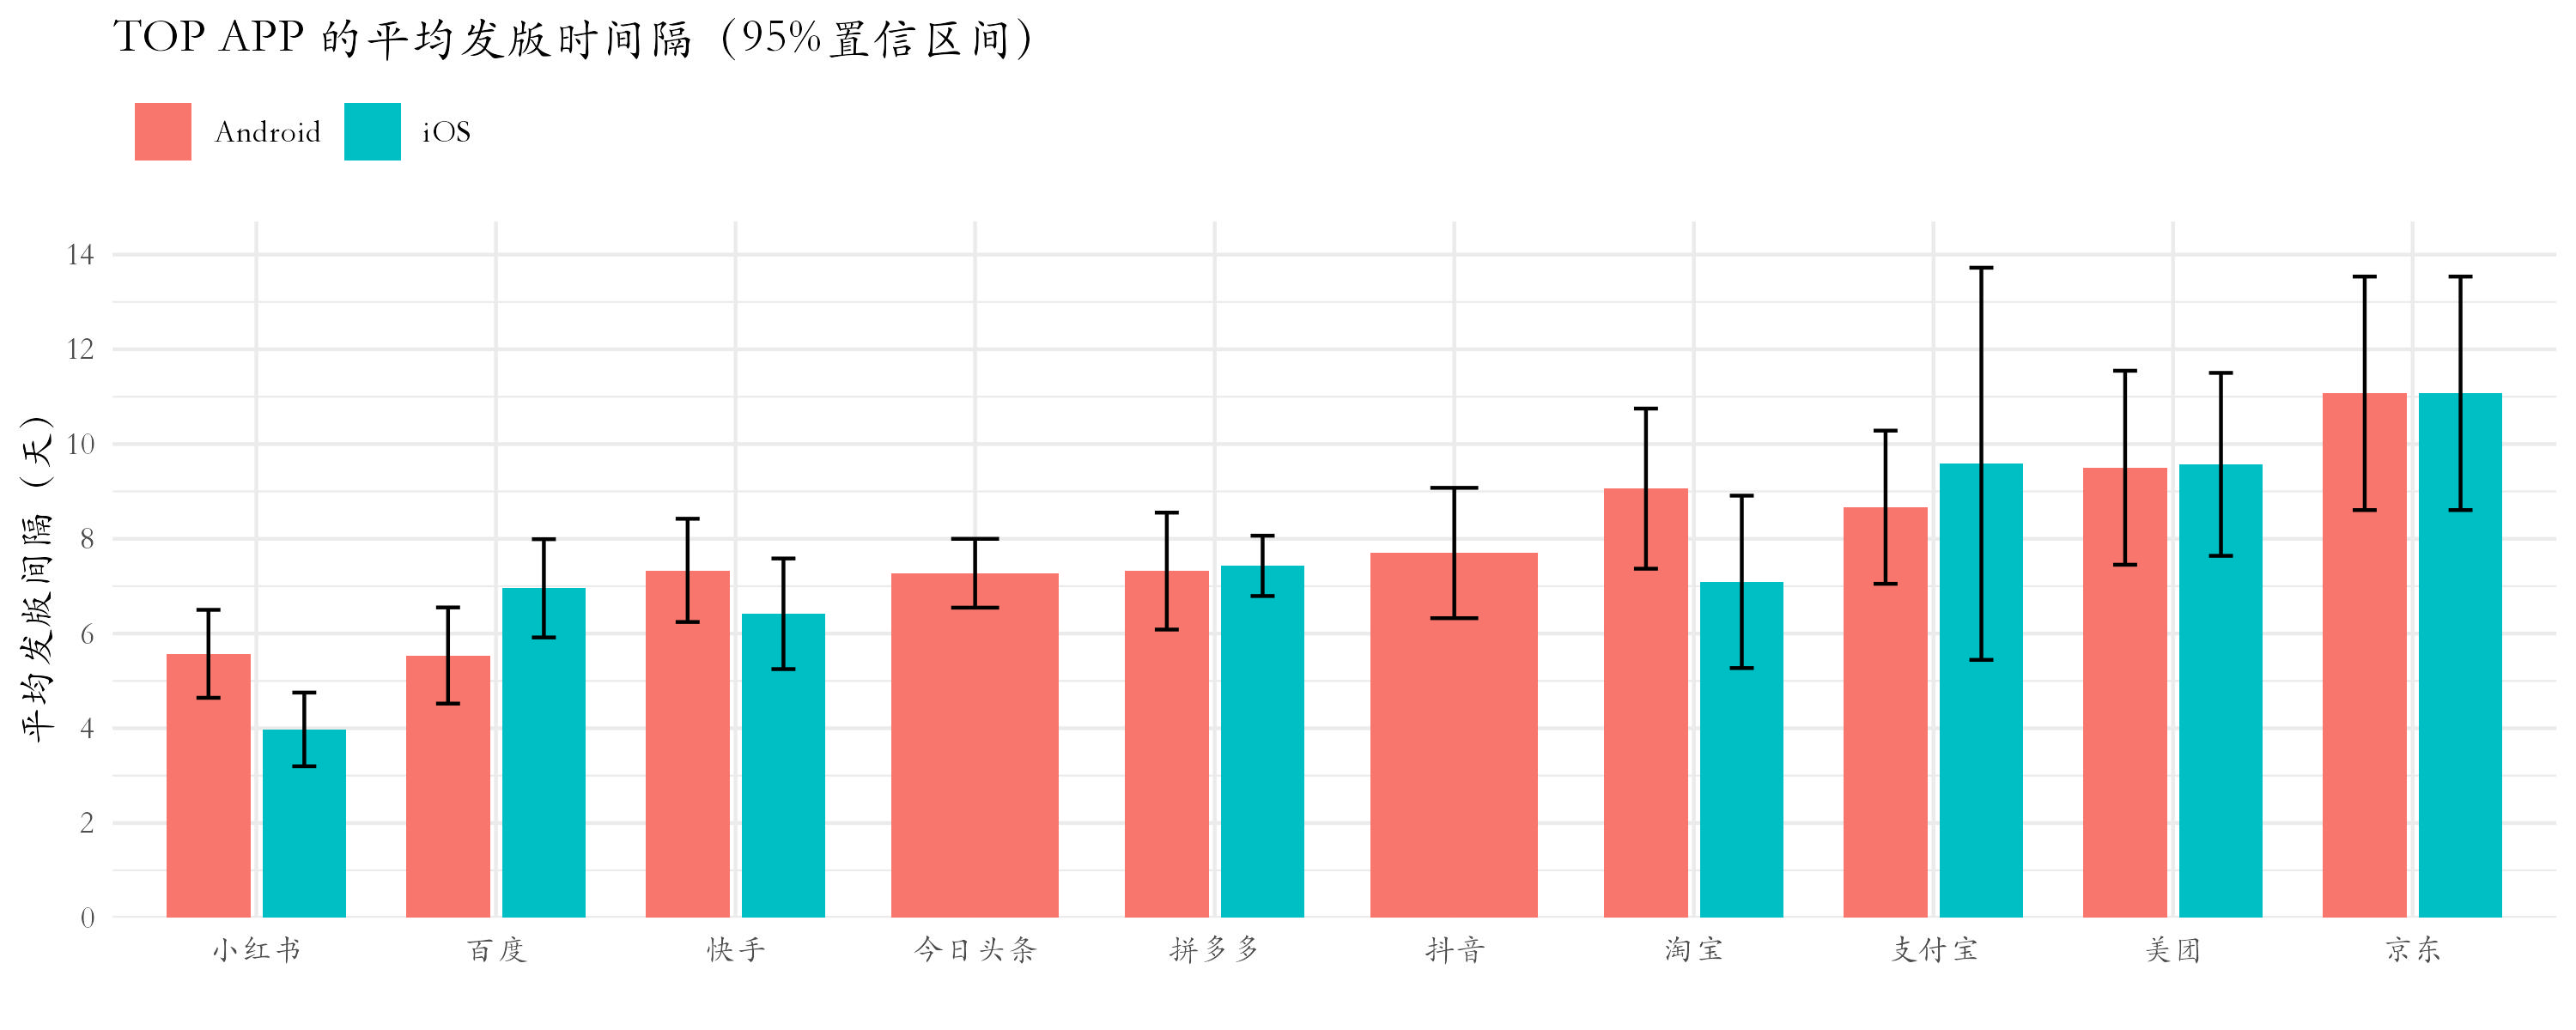 TOP APP 的平均发版时间隔（95%置信区间）
Android
iOS
平均发版间隔（天）
14
12
10
8
6
4
2
0
小红书
百度
快手
今日头条
拼多多
抖音
淘宝
支付宝
美团
京东